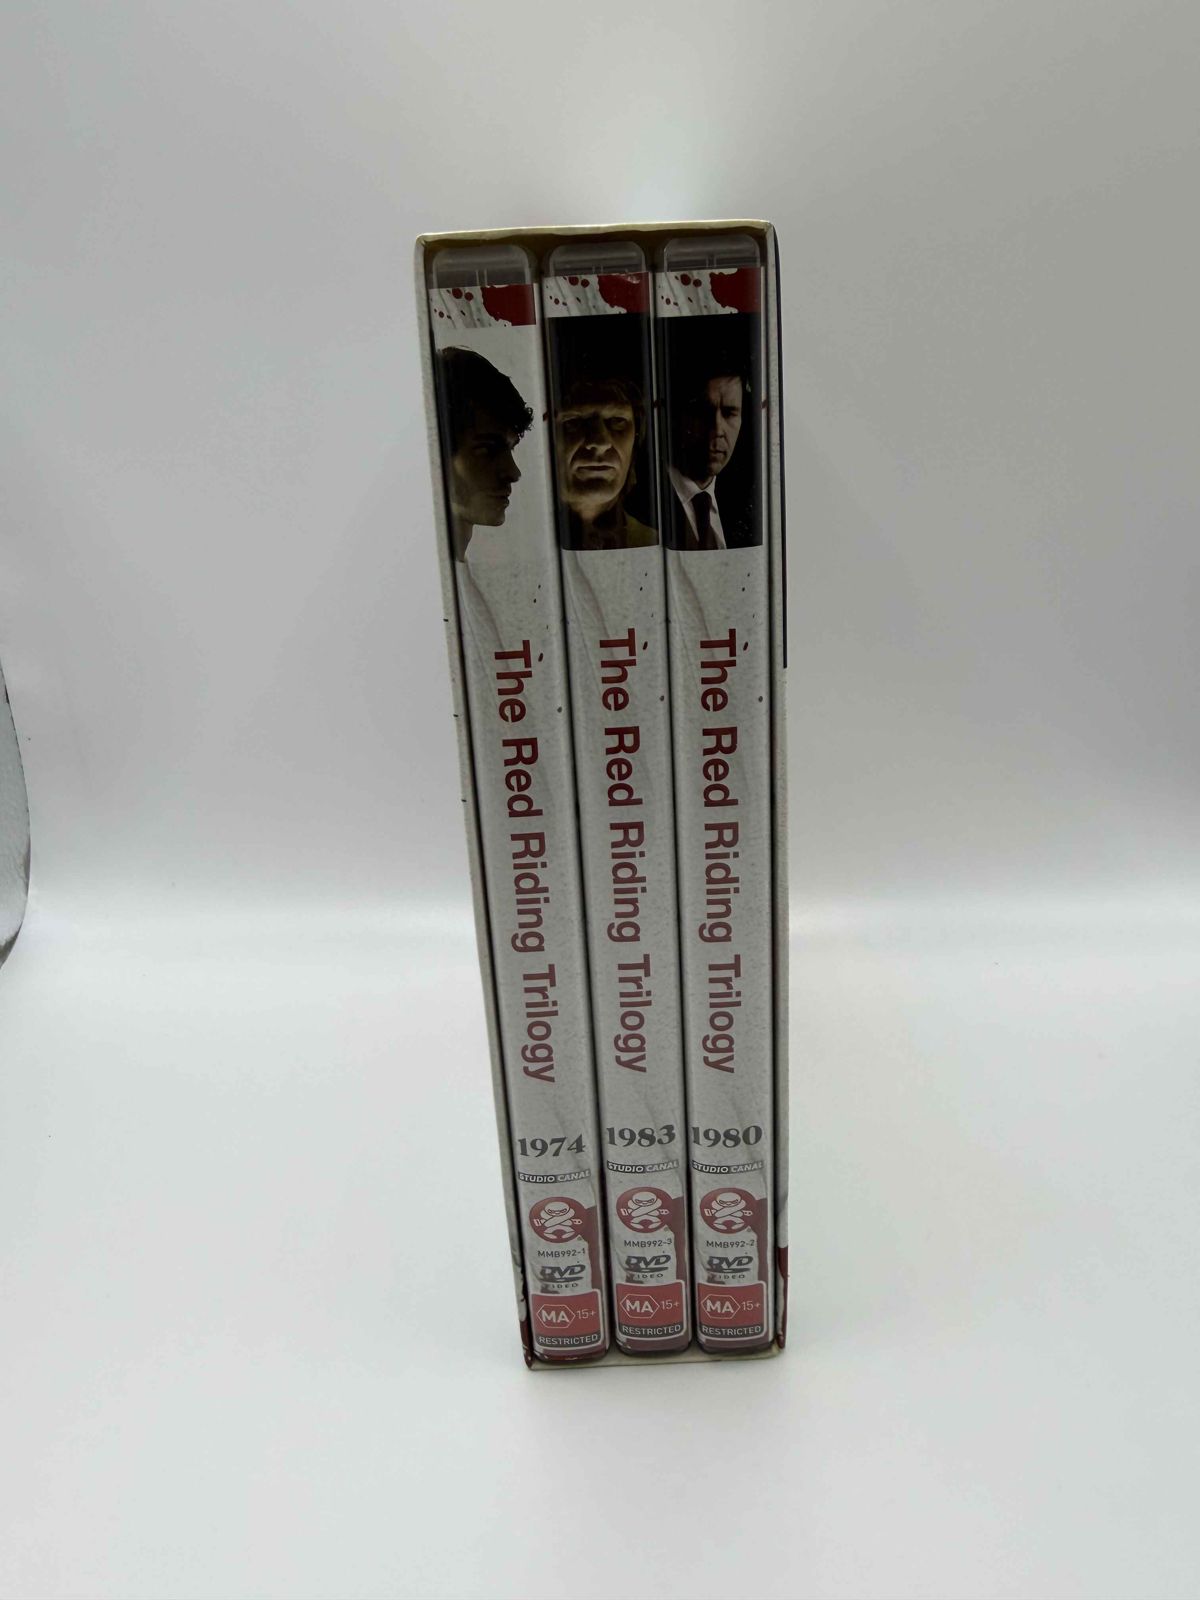 The Red Riding Trilogy
1974
STUDIO CANAL
MMB992-1
DVD
VIDEO
MA 15+
RESTRICTED
The Red Riding Trilogy
1983
STUDIO CANAL
MMB992-3
DVD
VIDEO
MA 15+
RESTRICTED
The Red Riding Trilogy
1980
STUDIO CANAL
MMB992-2
DVD
VIDEO
MA 15+
RESTRICTED